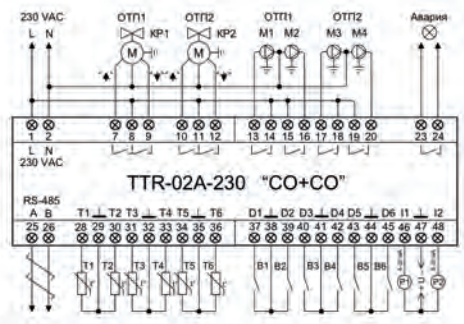 230 VAC ОТП1 ОТП2 ОТП1 ОТП2 Авария
L N КР1 КР2 М1 М2 М3 М4
М М
1 2 7 8 9 10 11 12 13 14 15 16 17 18 19 20 23 24
L N
230 VAC
TTR-02A-230 "CO+CO"
RS-485
A B T1 T2 T3 T4 T5 T6 D1 D2 D3 D4 D5 D6 I1 I2
25 26 28 29 30 31 32 33 34 35 36 37 38 39 40 41 42 43 44 45 46 47 48
T1 T2 T3 T4 T5 T6 B1 B2 B3 B4 B5 B6 P1 P2